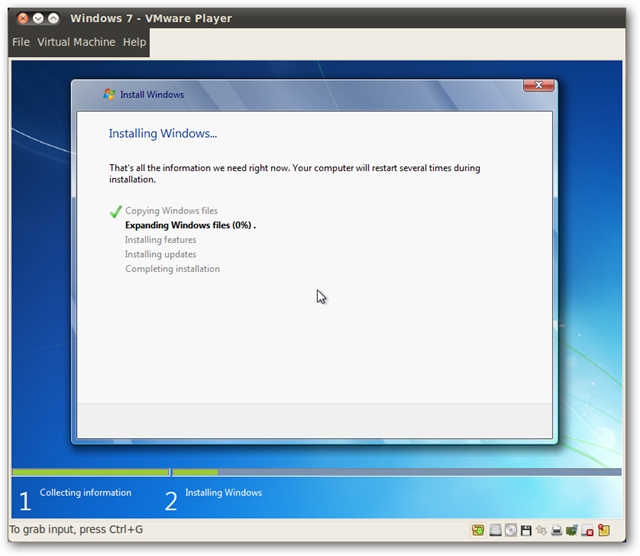 Windows 7 - VMware Player
File Virtual Machine Help
Install Windows
Installing Windows...
That's all the information we need right now. Your computer will restart several times during
installation.
Copying Windows files
Expanding Windows files (0%) .
Installing features
Installing updates
Completing installation
1 Collecting information 2 Installing Windows
To grab input, press Ctrl+G